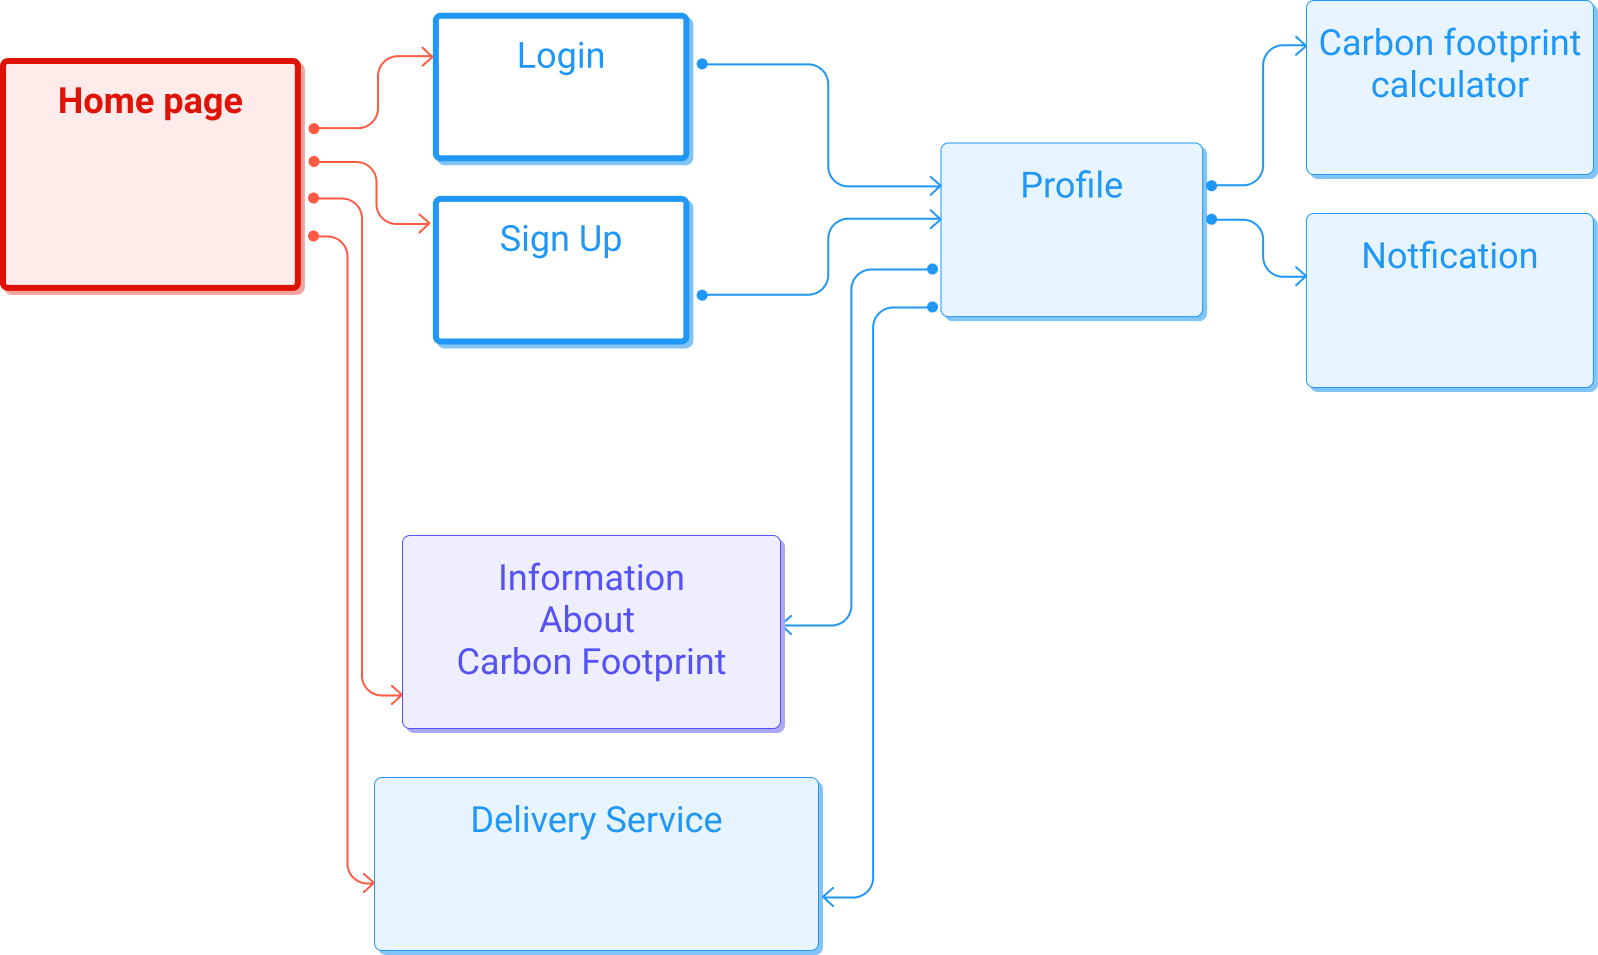 Home page
Login
Sign Up
Profile
Carbon footprint
calculator
Notfication
Information
About
Carbon Footprint
Delivery Service